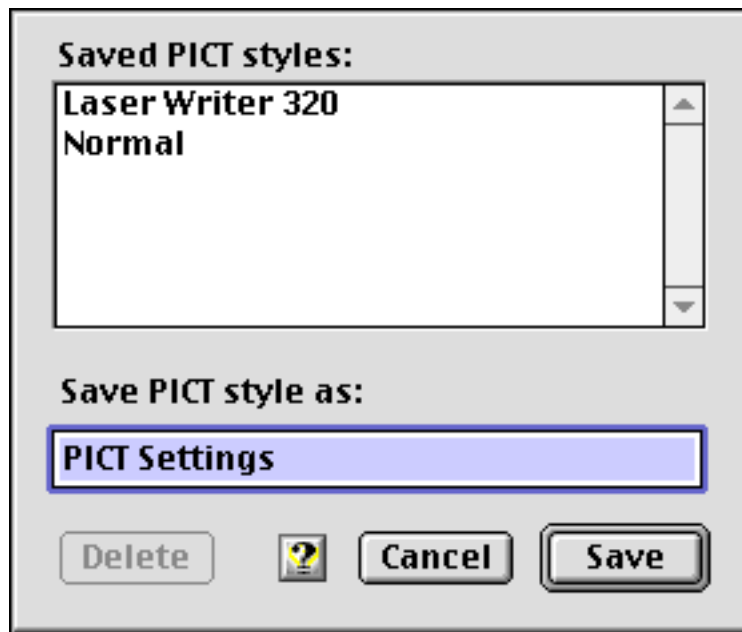 Saved PICT styles:
Laser Writer 320
Normal
Save PICT style as:
PICT Settings
Delete ? Cancel Save